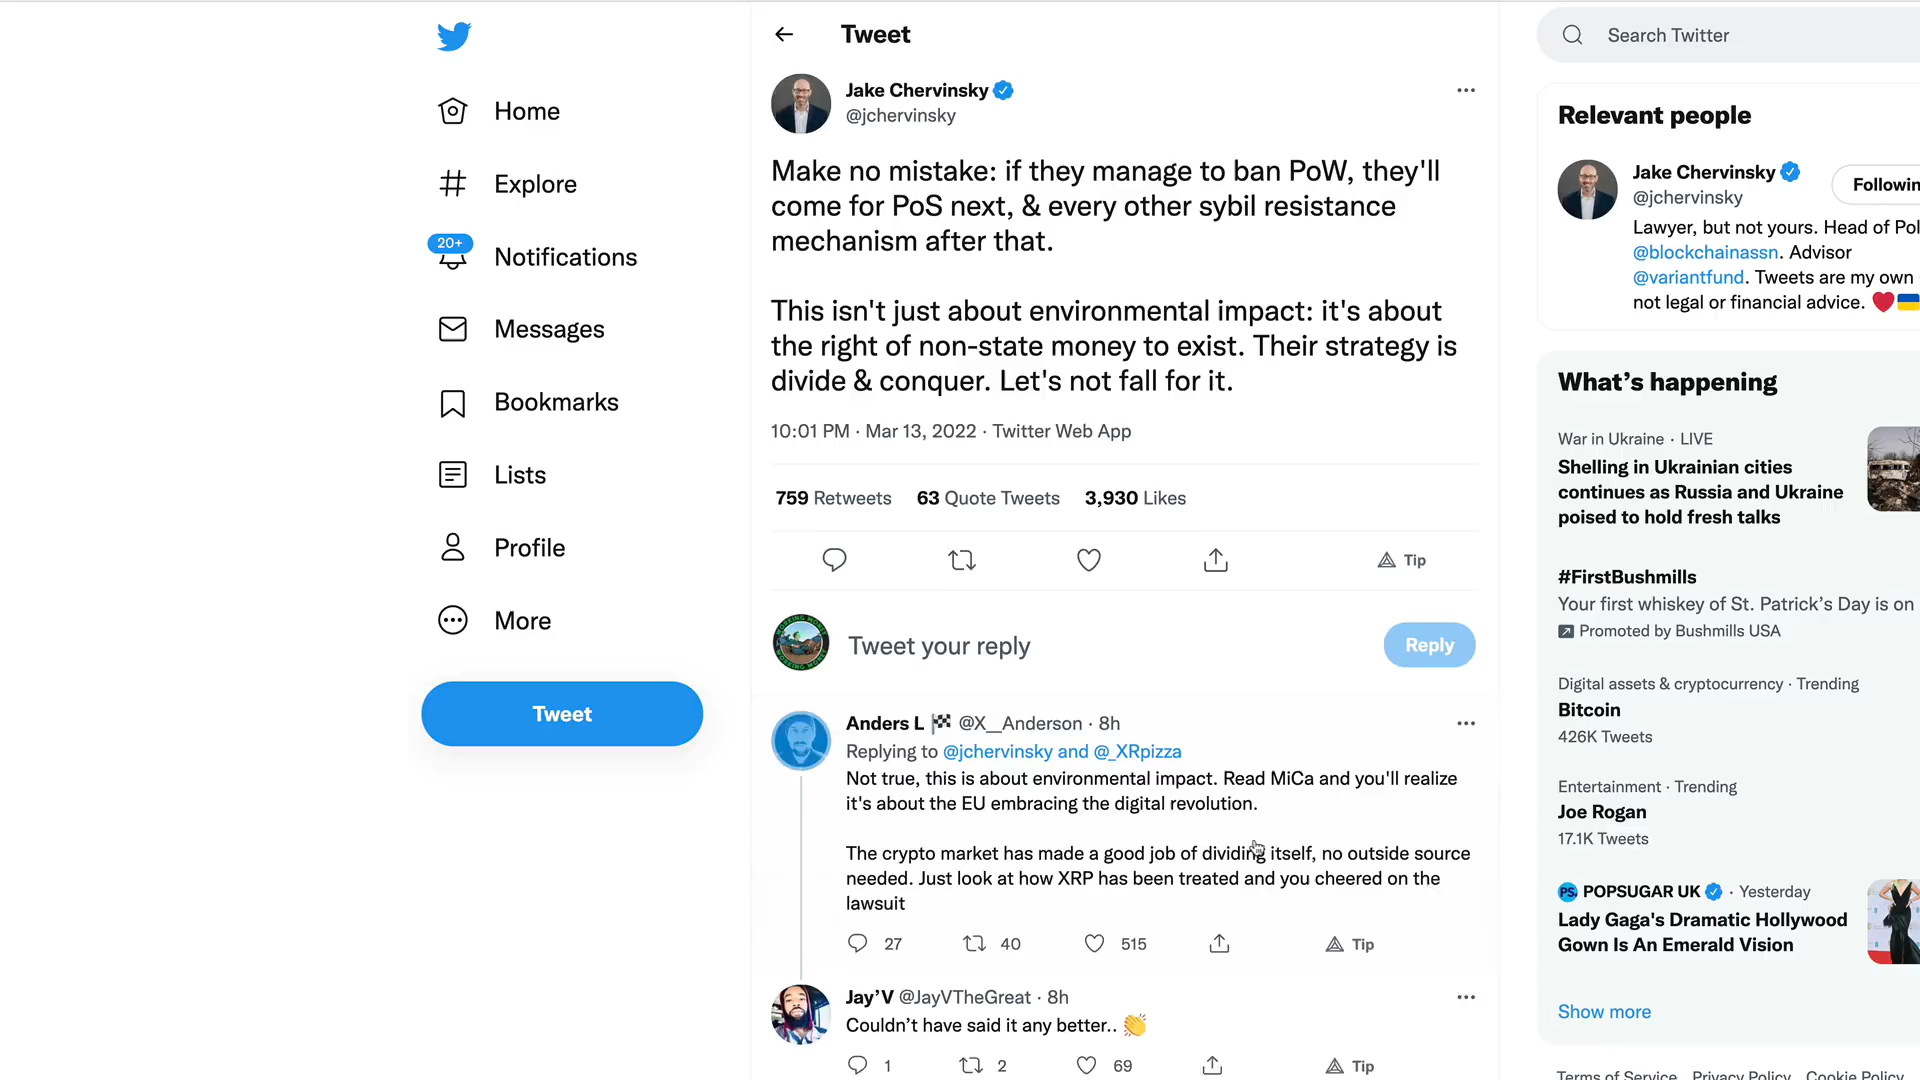 Home
Explore
20+
Notifications
Messages
Bookmarks
Lists
Profile
More
Tweet
Tweet
Jake Chervinsky
@jchervinsky
Make no mistake: if they manage to ban PoW, they'll
come for PoS next, & every other sybil resistance
mechanism after that.
This isn't just about environmental impact: it's about
the right of non-state money to exist. Their strategy is
divide & conquer. Let's not fall for it.
10:01 PM · Mar 13, 2022 · Twitter Web App
759 Retweets 63 Quote Tweets 3,930 Likes
Tip
Tweet your reply
Reply
Anders L 🏁 @X__Anderson · 8h
Replying to @jchervinsky and @_XRpizza
Not true, this is about environmental impact. Read MiCa and you'll realize
it's about the EU embracing the digital revolution.
The crypto market has made a good job of dividing itself, no outside source
needed. Just look at how XRP has been treated and you cheered on the
lawsuit
27 40 515 Tip
Jay’V @JayVTheGreat · 8h
Couldn’t have said it any better.. 👏
1 2 69 Tip
Search Twitter
Relevant people
Jake Chervinsky
@jchervinsky
Followin
Lawyer, but not yours. Head of Pol
@blockchainassn. Advisor
@variantfund. Tweets are my own
not legal or financial advice. ❤️🇺🇦
What’s happening
War in Ukraine · LIVE
Shelling in Ukrainian cities
continues as Russia and Ukraine
poised to hold fresh talks
#FirstBushmills
Your first whiskey of St. Patrick’s Day is on
Promoted by Bushmills USA
Digital assets & cryptocurrency · Trending
Bitcoin
426K Tweets
Entertainment · Trending
Joe Rogan
17.1K Tweets
PS. POPSUGAR UK · Yesterday
Lady Gaga's Dramatic Hollywood
Gown Is An Emerald Vision
Show more
Terms of Service Privacy Policy Cookie Policy